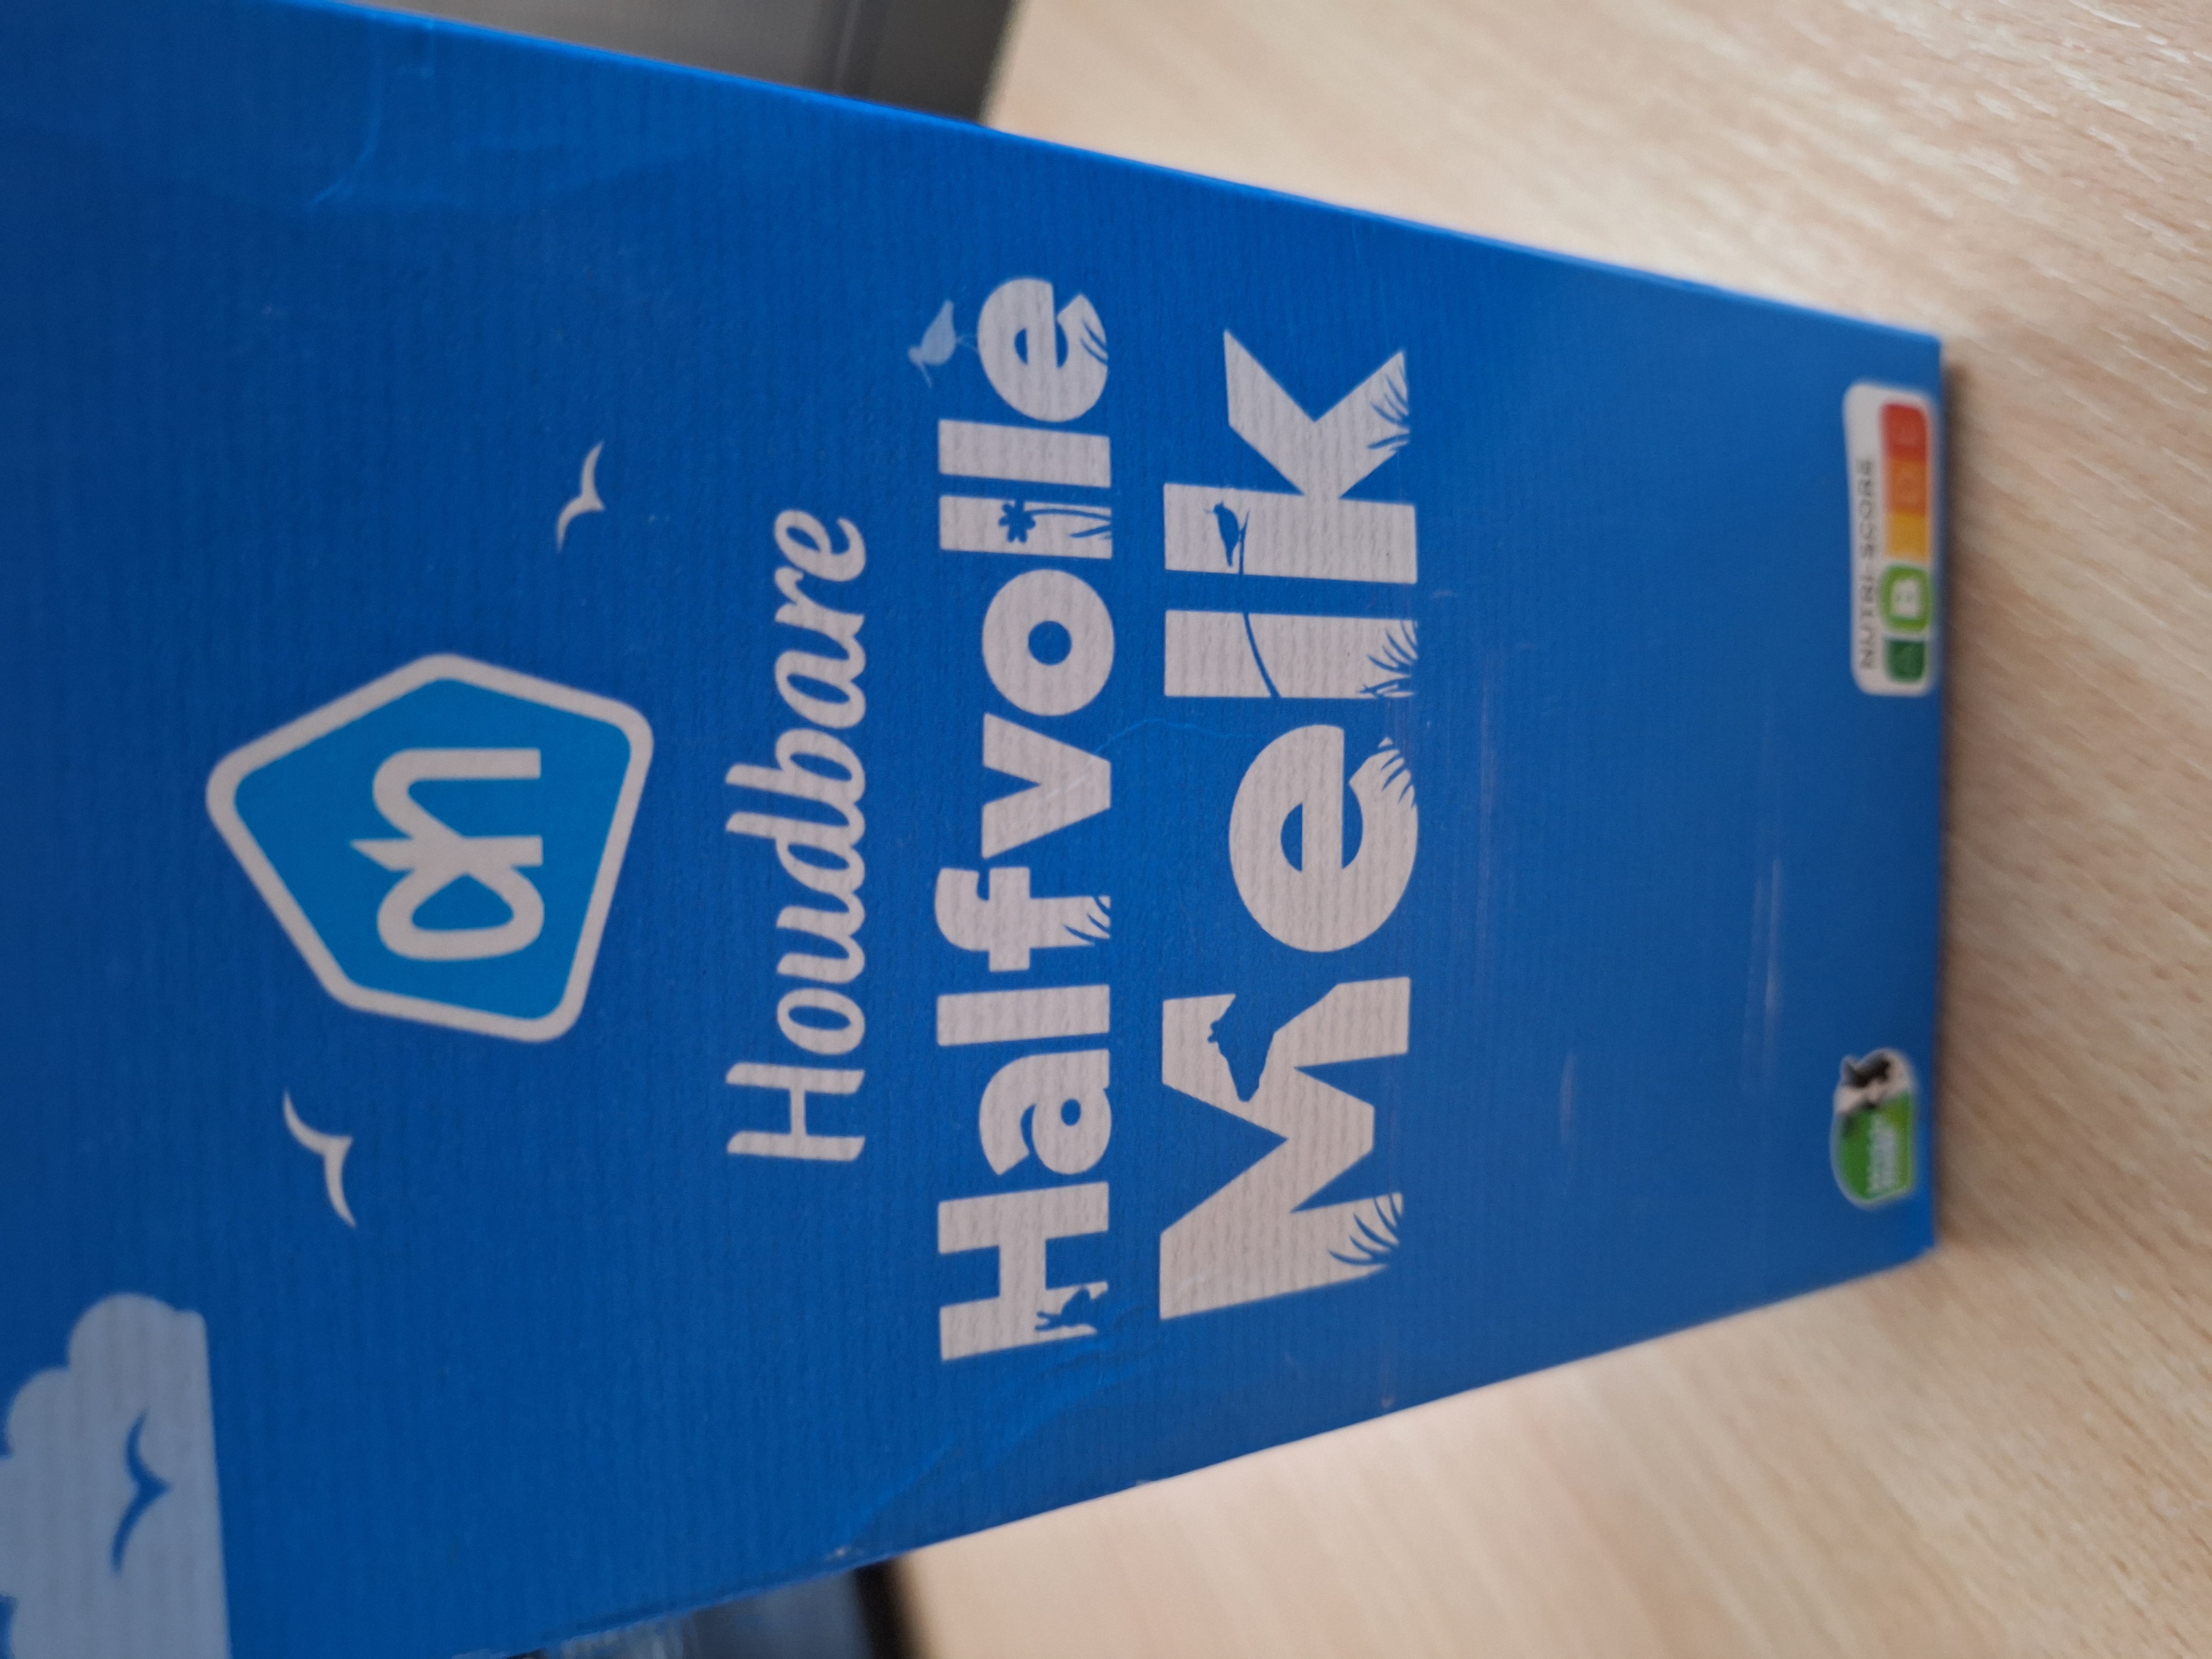 ah
Houdbare
Halfvolle
Melk
NUTRI-SCORE
A B D E